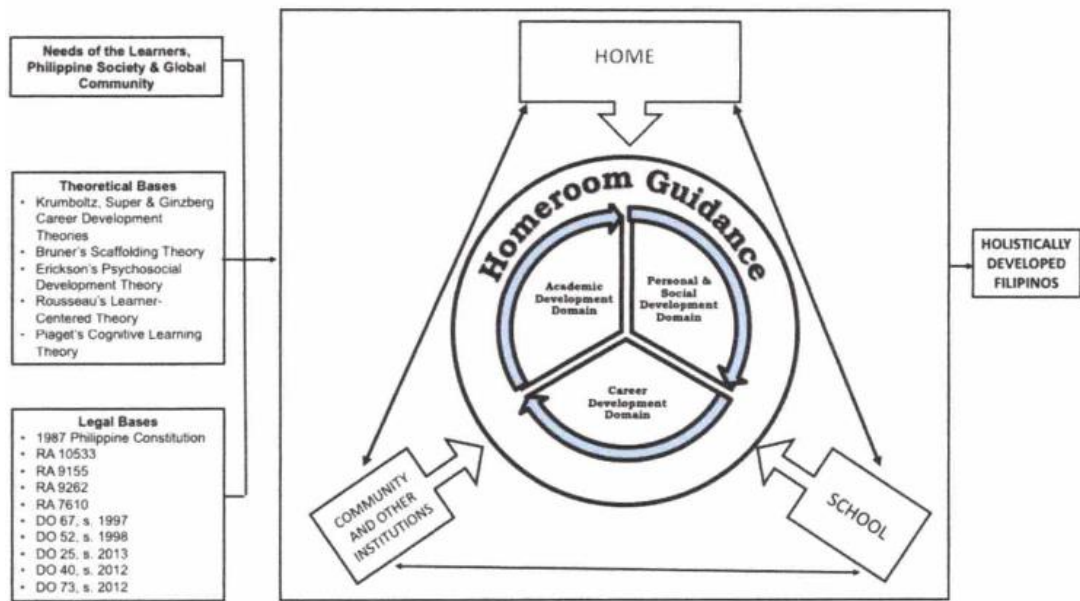 Needs of the Learners,
Philippine Society & Global
Community
Theoretical Bases
• Krumboltz, Super & Ginzberg
Career Development
Theories
• Bruner's Scaffolding Theory
• Erickson's Psychosocial
Development Theory
• Rousseau's Learner-
Centered Theory
• Piaget's Cognitive Learning
Theory
Legal Bases
• 1987 Philippine Constitution
• RA 10533
• RA 9155
• RA 9262
• RA 7610
• DO 67, s. 1997
• DO 52, s. 1998
• DO 25, s. 2013
• DO 40, s. 2012
• DO 73, s. 2012
HOME
Homeroom Guidance
Academic
Development
Domain
Personal &
Social
Development
Domain
Career
Development
Domain
COMMUNITY
AND OTHER
INSTITUTIONS
SCHOOL
HOLISTICALLY
DEVELOPED
FILIPINOS